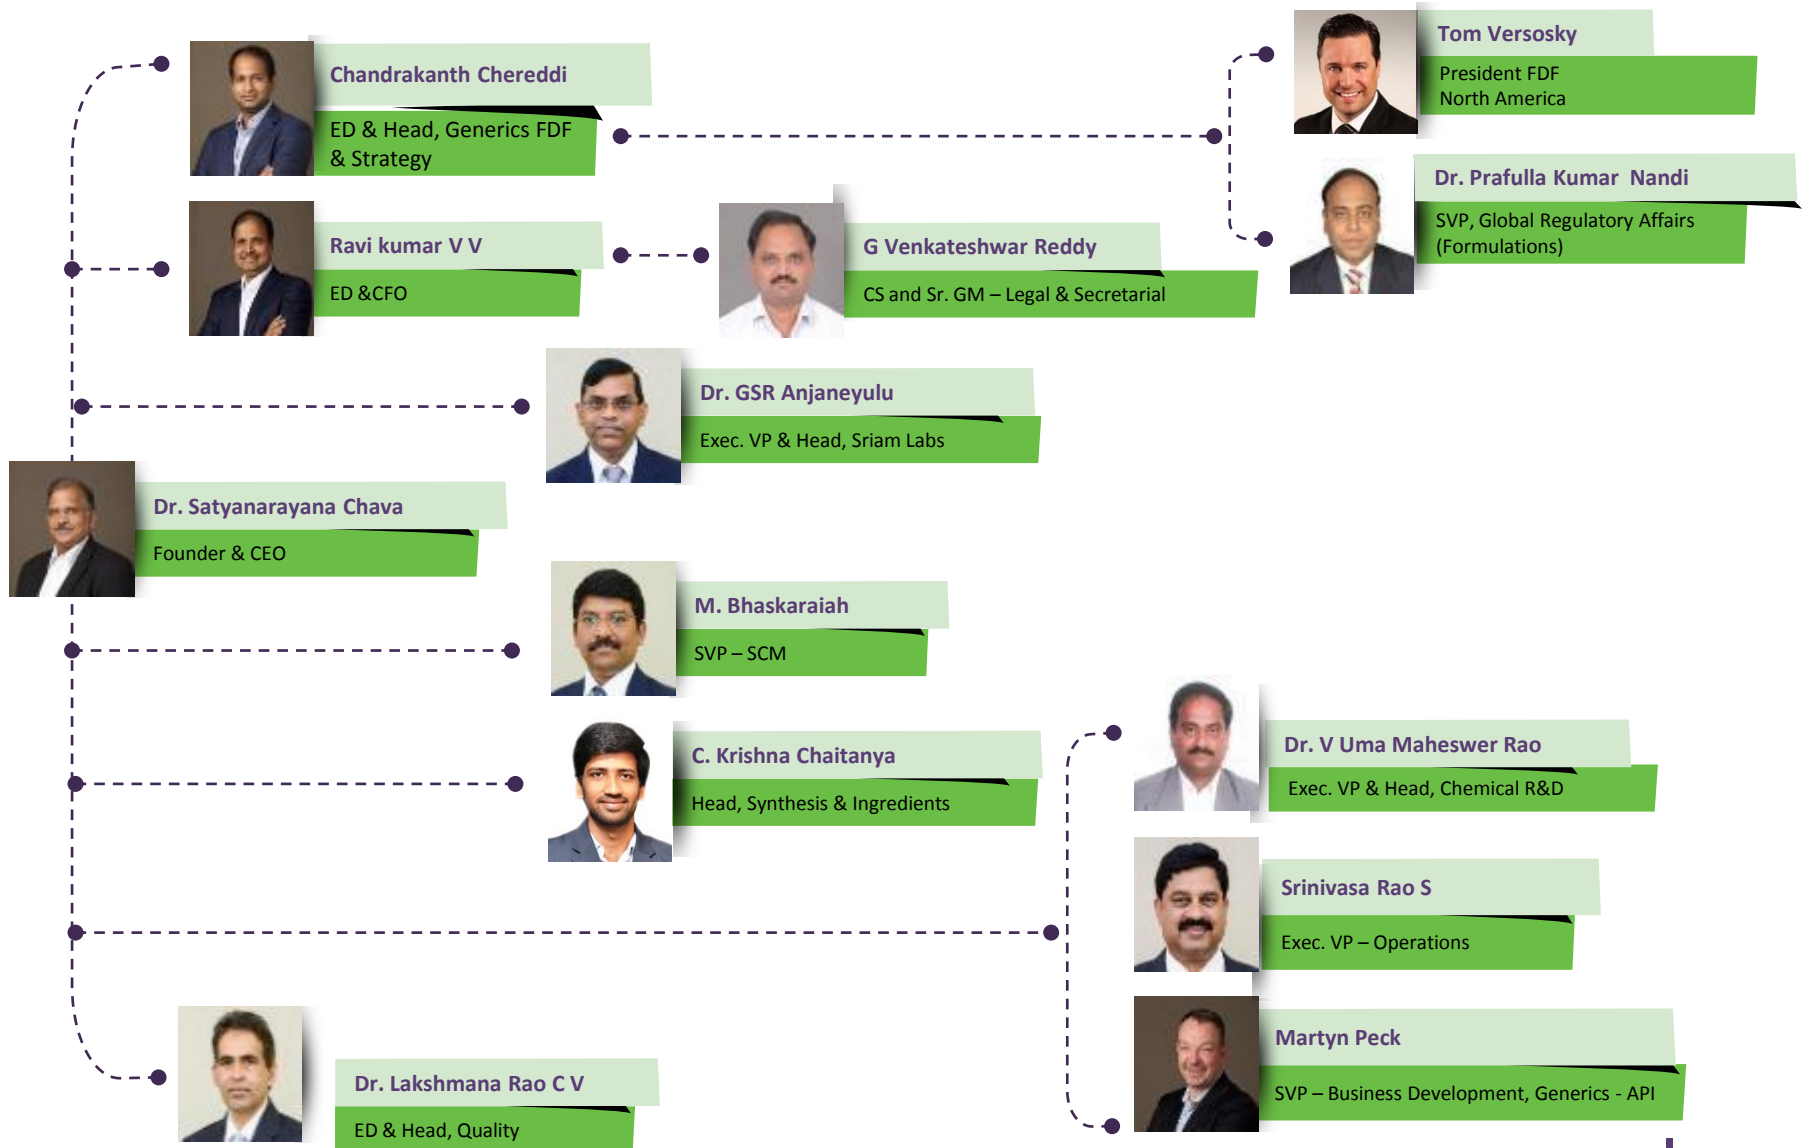 Chandrakanth Chereddi
ED & Head, Generics FDF
& Strategy
Tom Versosky
President FDF
North America
Dr. Prafulla Kumar Nandi
SVP, Global Regulatory Affairs
(Formulations)
Ravi kumar V V
ED &CFO
G Venkateshwar Reddy
CS and Sr. GM – Legal & Secretarial
Dr. GSR Anjaneyulu
Exec. VP & Head, Sriam Labs
Dr. Satyanarayana Chava
Founder & CEO
M. Bhaskaraiah
SVP – SCM
C. Krishna Chaitanya
Head, Synthesis & Ingredients
Dr. V Uma Maheswer Rao
Exec. VP & Head, Chemical R&D
Srinivasa Rao S
Exec. VP – Operations
Martyn Peck
SVP – Business Development, Generics - API
Dr. Lakshmana Rao C V
ED & Head, Quality